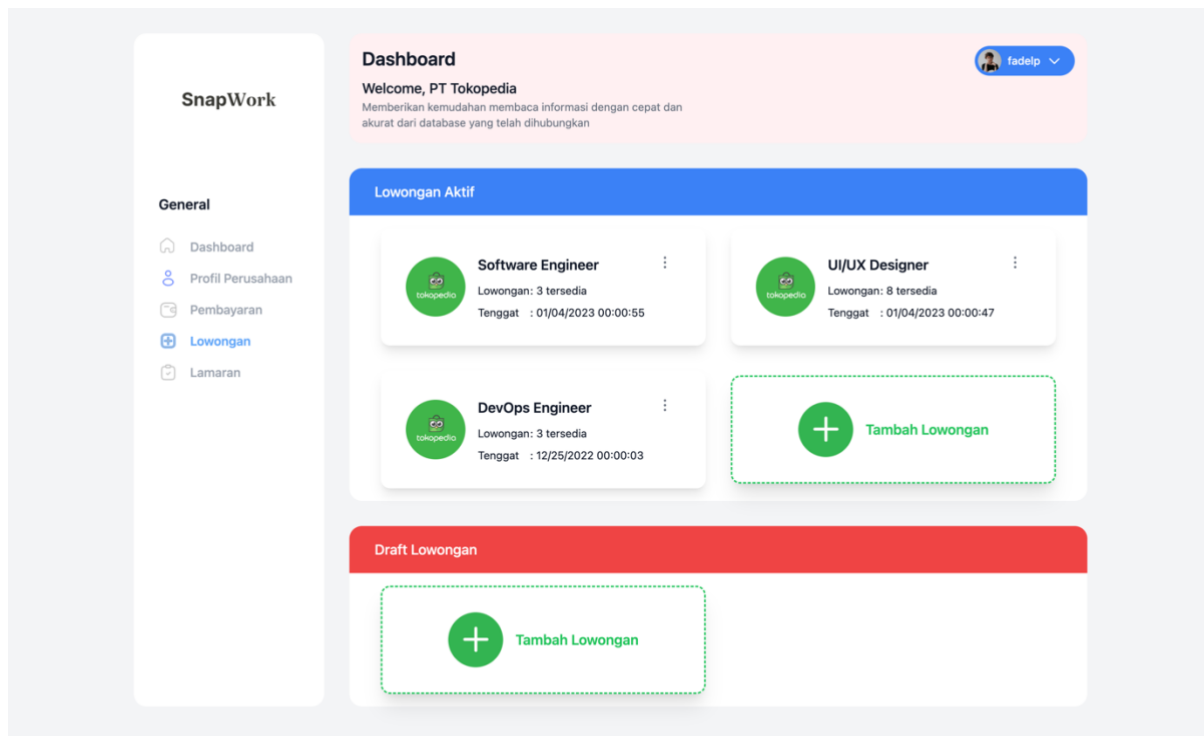 SnapWork
General
Dashboard
Profil Perusahaan
Pembayaran
Lowongan
Lamaran
Dashboard
Welcome, PT Tokopedia
Memberikan kemudahan membaca informasi dengan cepat dan
akurat dari database yang telah dihubungkan
fadelp
Lowongan Aktif
tokopedia
Software Engineer
Lowongan: 3 tersedia
Tenggat : 01/04/2023 00:00:55
tokopedia
UI/UX Designer
Lowongan: 8 tersedia
Tenggat : 01/04/2023 00:00:47
tokopedia
DevOps Engineer
Lowongan: 3 tersedia
Tenggat : 12/25/2022 00:00:03
Tambah Lowongan
Draft Lowongan
Tambah Lowongan